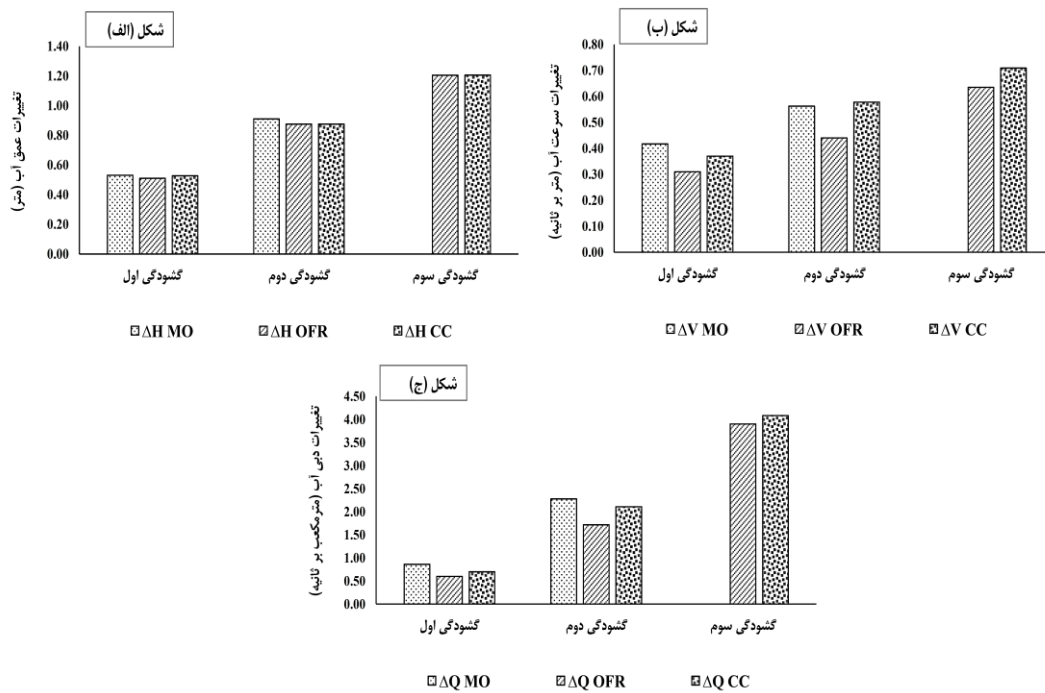 شکل (الف)
تغییرات عمق آب (متر)
1.40
1.20
1.00
0.80
0.60
0.40
0.20
0.00
گشودگی اول
گشودگی دوم
گشودگی سوم
ΔH MO
ΔH OFR
ΔH CC
شکل (ب)
تغییرات سرعت آب (متر بر ثانیه)
0.80
0.70
0.60
0.50
0.40
0.30
0.20
0.10
0.00
گشودگی اول
گشودگی دوم
گشودگی سوم
ΔV MO
ΔV OFR
ΔV CC
شکل (ج)
تغییرات دبی آب (مترمکعب بر ثانیه)
4.50
4.00
3.50
3.00
2.50
2.00
1.50
1.00
0.50
0.00
گشودگی اول
گشودگی دوم
گشودگی سوم
ΔQ MO
ΔQ OFR
ΔQ CC